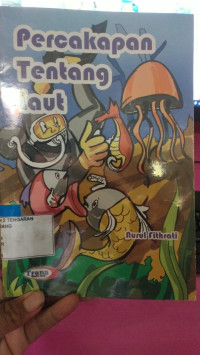 Percakapan
Tentang
Laut
Nurul Fithrati